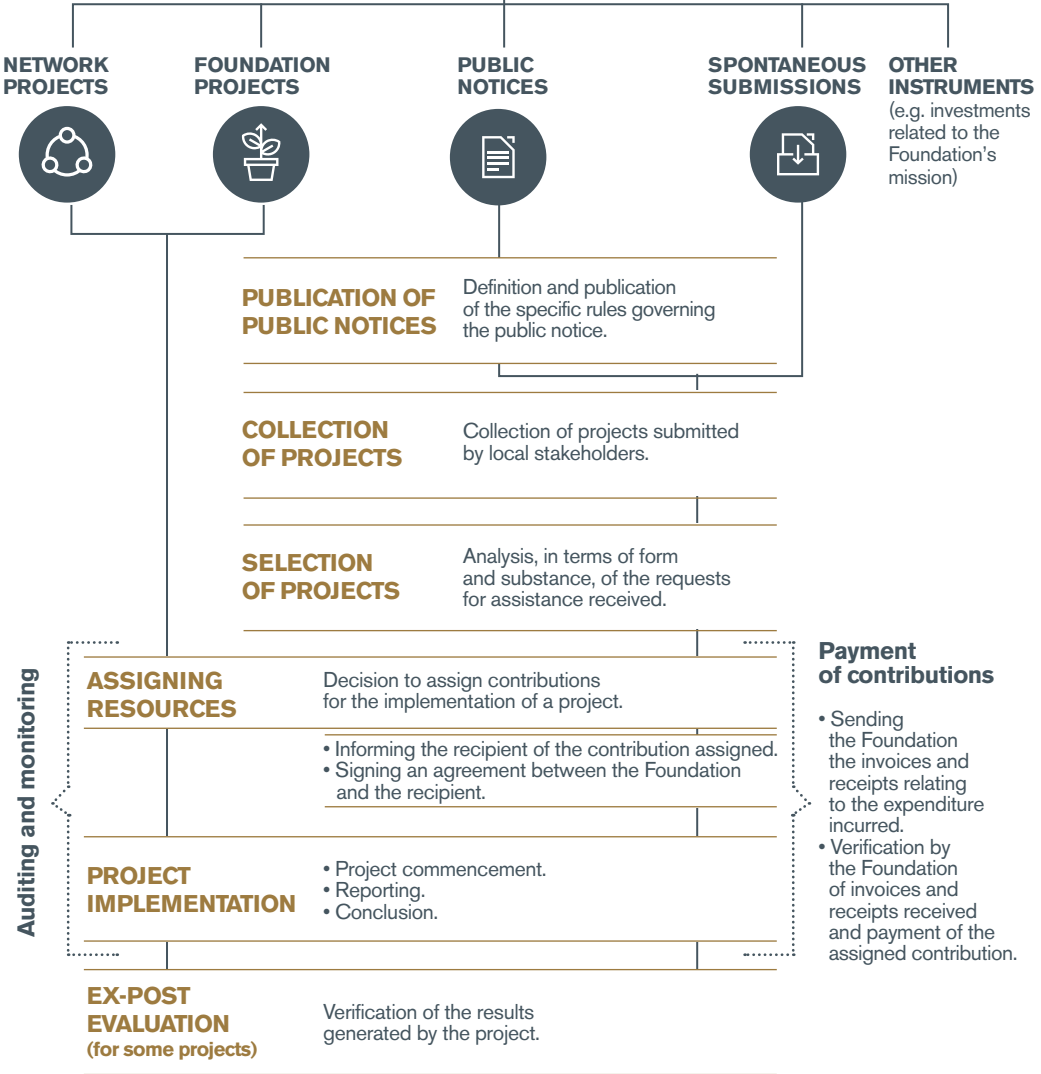 NETWORK
PROJECTS
FOUNDATION
PROJECTS
PUBLIC
NOTICES
SPONTANEOUS
SUBMISSIONS
OTHER
INSTRUMENTS
(e.g. investments
related to the
Foundation's
mission)
PUBLICATION OF
PUBLIC NOTICES
Definition and publication
of the specific rules governing
the public notice.
COLLECTION
OF PROJECTS
Collection of projects submitted
by local stakeholders.
SELECTION
OF PROJECTS
Analysis, in terms of form
and substance, of the requests
for assistance received.
Auditing and monitoring
ASSIGNING
RESOURCES
Decision to assign contributions
for the implementation of a project.
• Informing the recipient of the contribution assigned.
• Signing an agreement between the Foundation
and the recipient.
PROJECT
IMPLEMENTATION
• Project commencement.
• Reporting.
• Conclusion.
Payment
of contributions
• Sending
the Foundation
the invoices and
receipts relating
to the expenditure
incurred.
• Verification by
the Foundation
of invoices and
receipts received
and payment of the
assigned contribution.
EX-POST
EVALUATION
(for some projects)
Verification of the results
generated by the project.